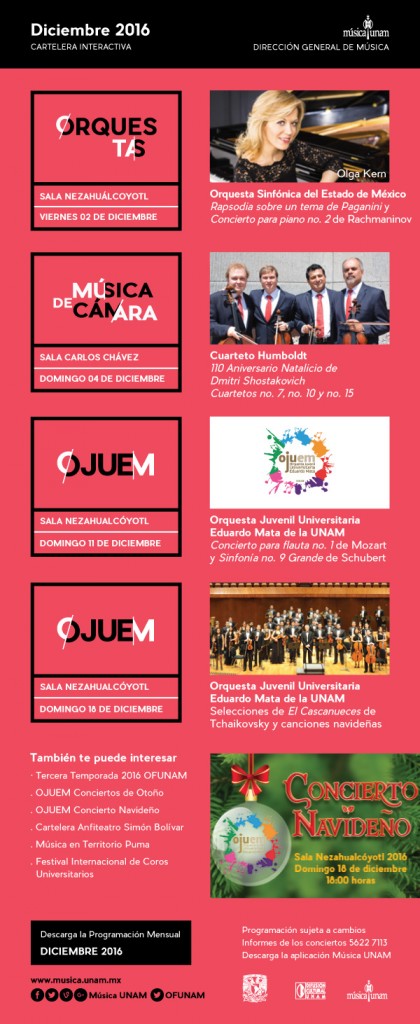 Diciembre 2016
CARTELERA INTERACTIVA
música unam
DIRECCIÓN GENERAL DE MÚSICA
ORQUES
TAS
SALA NEZAHUÁLCOYOTL
VIERNES 02 DE DICIEMBRE
Olga Kern
Orquesta Sinfónica del Estado de México
Rapsodia sobre un tema de Paganini y
Concierto para piano no. 2 de Rachmaninov
MÚSICA
DE CÁMARA
SALA CARLOS CHÁVEZ
DOMINGO 04 DE DICIEMBRE
Cuarteto Humboldt
110 Aniversario Natalicio de
Dmitri Shostakovich
Cuartetos no. 7, no. 10 y no. 15
OJUEM
SALA NEZAHUALCÓYOTL
DOMINGO 11 DE DICIEMBRE
ojuem
Orquesta Juvenil
Universitaria
Eduardo Mata
Orquesta Juvenil Universitaria
Eduardo Mata de la UNAM
Concierto para flauta no. 1 de Mozart
y Sinfonía no. 9 Grande de Schubert
OJUEM
SALA NEZAHUALCÓYOTL
DOMINGO 18 DE DICIEMBRE
Orquesta Juvenil Universitaria
Eduardo Mata de la UNAM
Selecciones de El Cascanueces de
Tchaikovsky y canciones navideñas
También te puede interesar
· Tercera Temporada 2016 OFUNAM
. OJUEM Conciertos de Otoño
. OJUEM Concierto Navideño
. Cartelera Anfiteatro Simón Bolívar
. Música en Territorio Puma
. Festival Internacional de Coros
Universitarios
CONCIERTO
NAVIDEÑO
ojuem
Sala Nezahualcóyotl 2016
Domingo 18 de diciembre
18:00 horas
Descarga la Programación Mensual
DICIEMBRE 2016
Programación sujeta a cambios
Informes de los conciertos 5622 7113
Descarga la aplicación Música UNAM
www.musica.unam.mx
Música UNAM OFUNAM
música unam